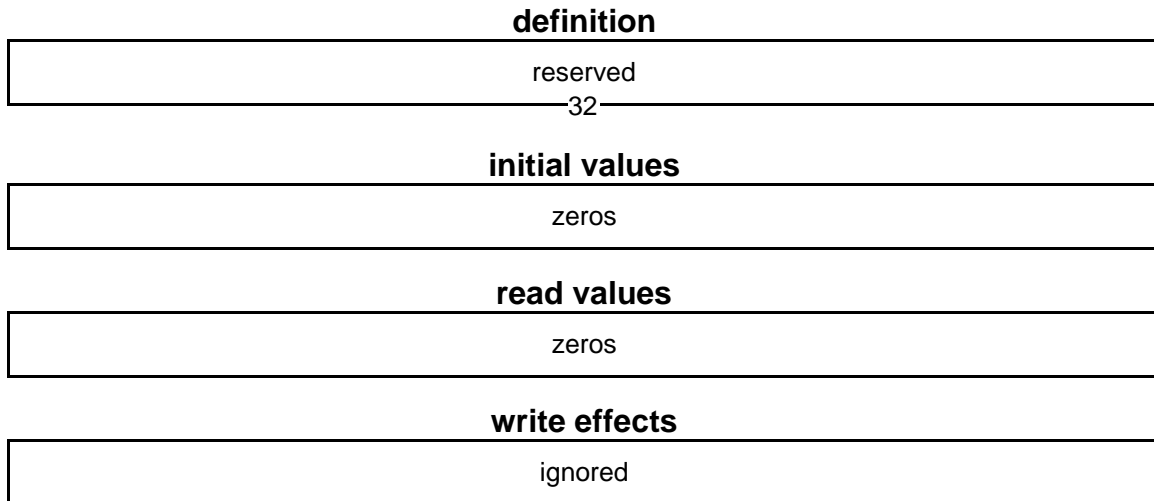 definition
reserved
32
initial values
zeros
read values
zeros
write effects
ignored